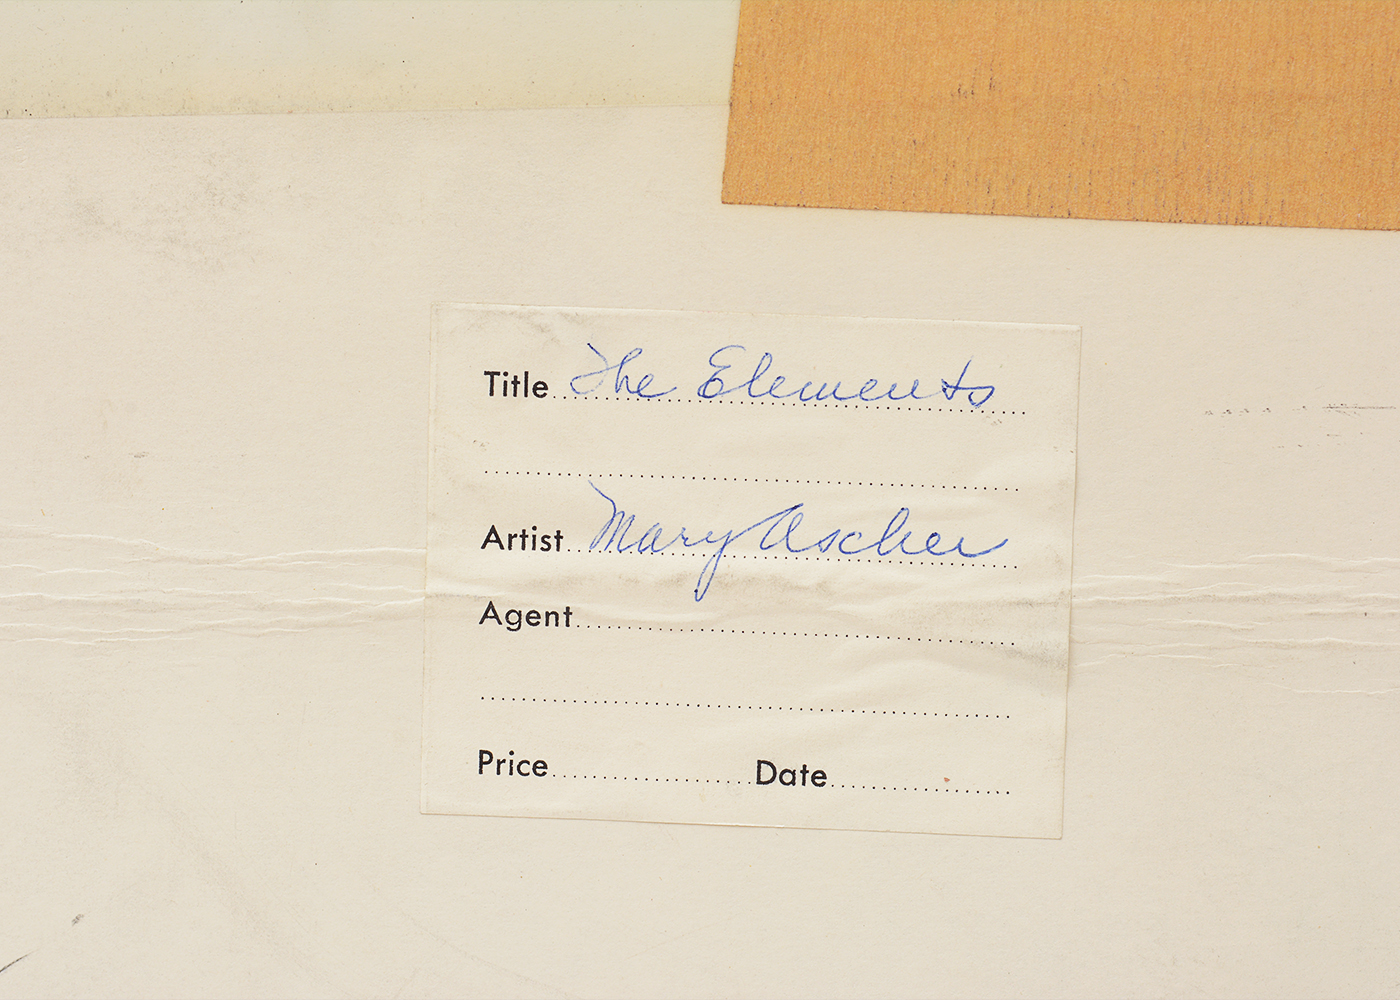 Title The Elements
Artist Mary Ascher
Agent
Price Date